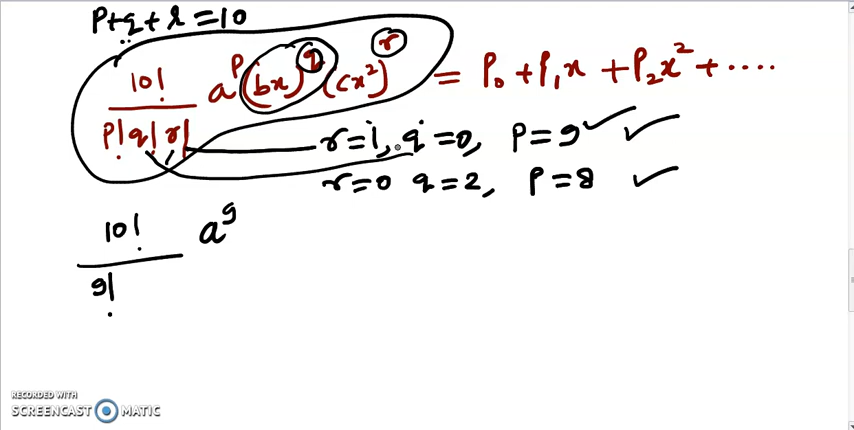 p+q+r=10
10!/p!q!r! a^p (bx)^q (cx²)^r = P₀ + P₁x + P₂x² + ....
r=1, q=0, p=9 ✓ ✓
r=0 q=2, p=8 ✓
10!/9! a⁹
RECORDED WITH
SCREENCAST O MATIC